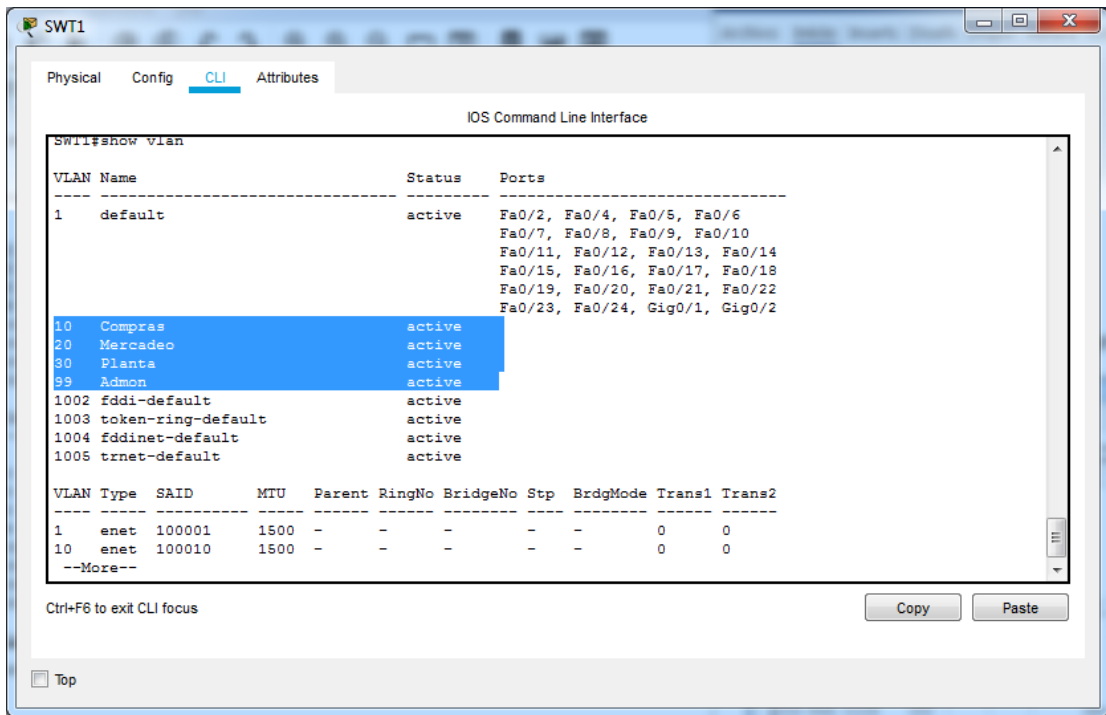 SWT1
Physical Config CLI Attributes
IOS Command Line Interface
SWT1#show vlan
VLAN Name Status Ports
---- -------------------------------- --------- -------------------------------
1 default active Fa0/2, Fa0/4, Fa0/5, Fa0/6
Fa0/7, Fa0/8, Fa0/9, Fa0/10
Fa0/11, Fa0/12, Fa0/13, Fa0/14
Fa0/15, Fa0/16, Fa0/17, Fa0/18
Fa0/19, Fa0/20, Fa0/21, Fa0/22
Fa0/23, Fa0/24, Gig0/1, Gig0/2
10 Compras active
20 Mercadeo active
30 Planta active
99 Admon active
1002 fddi-default active
1003 token-ring-default active
1004 fddinet-default active
1005 trnet-default active
VLAN Type SAID MTU Parent RingNo BridgeNo Stp BrdgMode Trans1 Trans2
---- ----- ---------- ----- ------ ------ -------- ---- -------- ------ ------
1 enet 100001 1500 - - - - - 0 0
10 enet 100010 1500 - - - - - 0 0
--More--
Ctrl+F6 to exit CLI focus
Copy Paste
Top